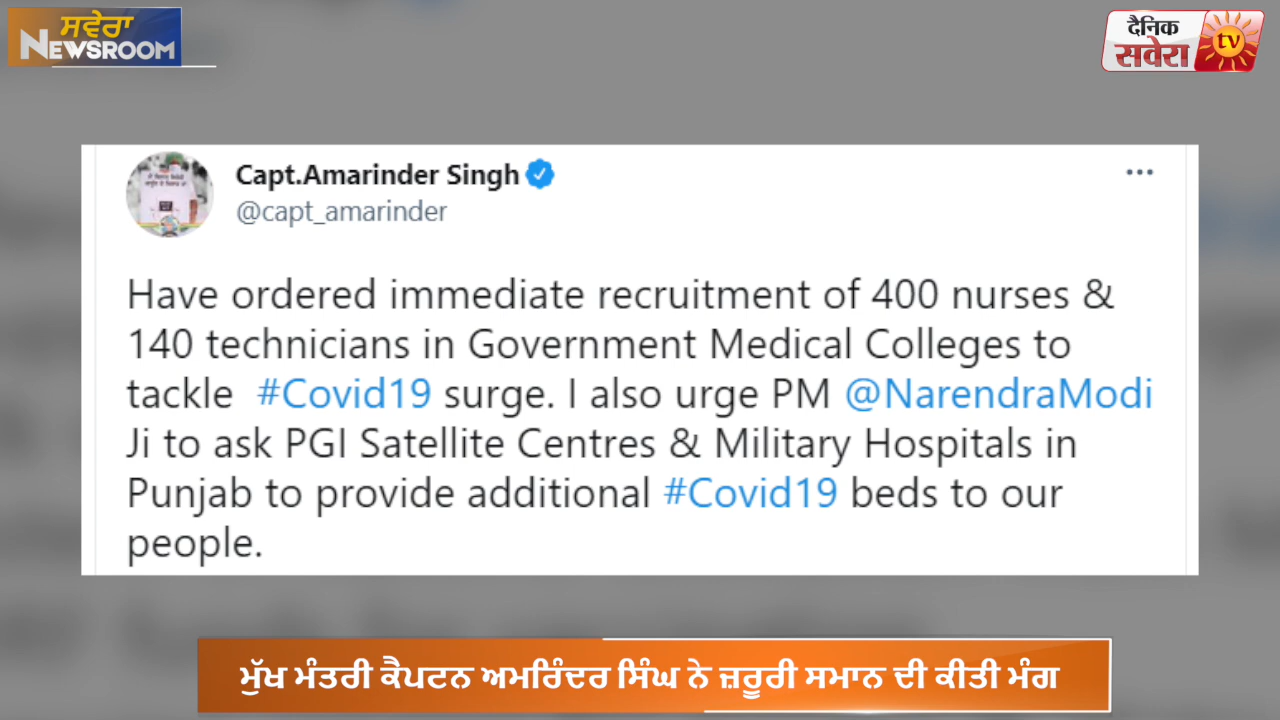 ਸਵੇਰਾ
NEWSROOM
दैनिक
सवेरा
tv
Capt.Amarinder Singh
@capt_amarinder
Have ordered immediate recruitment of 400 nurses &
140 technicians in Government Medical Colleges to
tackle #Covid19 surge. I also urge PM @NarendraModi
Ji to ask PGI Satellite Centres & Military Hospitals in
Punjab to provide additional #Covid19 beds to our
people.
ਮੁੱਖ ਮੰਤਰੀ ਕੈਪਟਨ ਅਮਰਿੰਦਰ ਸਿੰਘ ਨੇ ਜ਼ਰੂਰੀ ਸਮਾਨ ਦੀ ਕੀਤੀ ਮੰਗ